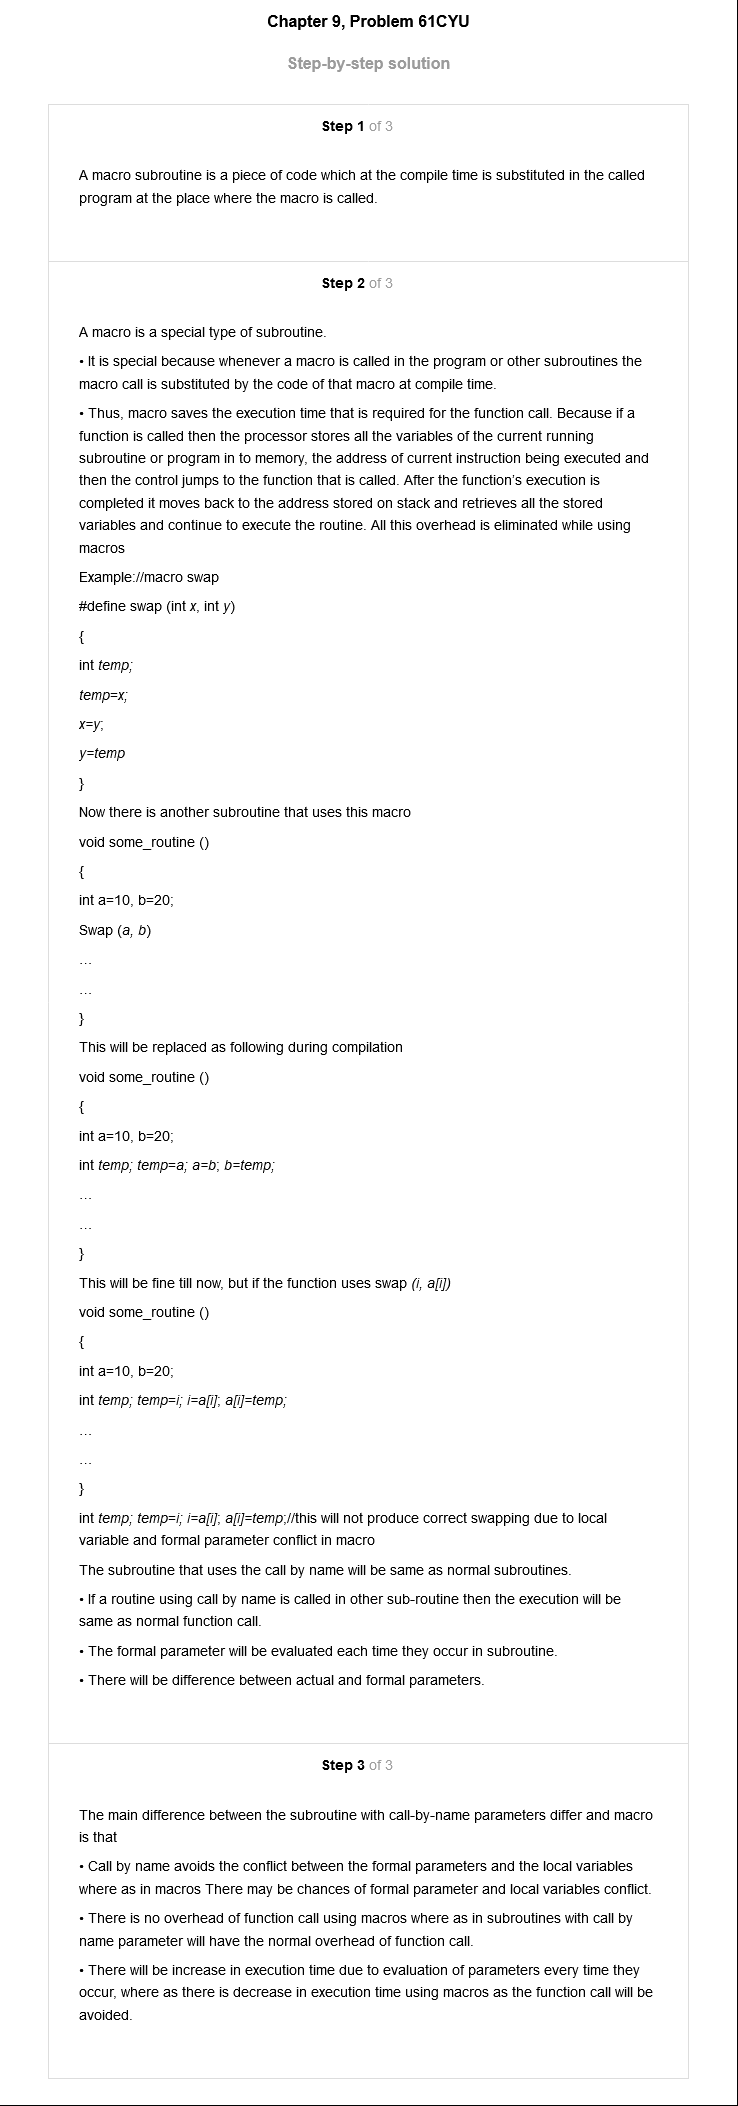 Chapter 9, Problem 61CYU
Step-by-step solution
Step 1 of 3
A macro subroutine is a piece of code which at the compile time is substituted in the called
program at the place where the macro is called.
Step 2 of 3
A macro is a special type of subroutine.
• It is special because whenever a macro is called in the program or other subroutines the
macro call is substituted by the code of that macro at compile time.
• Thus, macro saves the execution time that is required for the function call. Because if a
function is called then the processor stores all the variables of the current running
subroutine or program in to memory, the address of current instruction being executed and
then the control jumps to the function that is called. After the function's execution is
completed it moves back to the address stored on stack and retrieves all the stored
variables and continue to execute the routine. All this overhead is eliminated while using
macros
Example://macro swap
#define swap (int x, int y)
{
int temp;
temp=x;
x=y;
y=temp
}
Now there is another subroutine that uses this macro
void some_routine ()
{
int a=10, b=20;
Swap (a, b)
…
…
}
This will be replaced as following during compilation
void some_routine ()
{
int a=10, b=20;
int temp; temp=a; a=b; b=temp;
…
…
}
This will be fine till now, but if the function uses swap (i, a[i])
void some_routine ()
{
int a=10, b=20;
int temp; temp=i; i=a[i]; a[i]=temp;
…
…
}
int temp; temp=i; i=a[i]; a[i]=temp;//this will not produce correct swapping due to local
variable and formal parameter conflict in macro
The subroutine that uses the call by name will be same as normal subroutines.
• If a routine using call by name is called in other sub-routine then the execution will be
same as normal function call.
• The formal parameter will be evaluated each time they occur in subroutine.
• There will be difference between actual and formal parameters.
Step 3 of 3
The main difference between the subroutine with call-by-name parameters differ and macro
is that
• Call by name avoids the conflict between the formal parameters and the local variables
where as in macros There may be chances of formal parameter and local variables conflict.
• There is no overhead of function call using macros where as in subroutines with call by
name parameter will have the normal overhead of function call.
• There will be increase in execution time due to evaluation of parameters every time they
occur, where as there is decrease in execution time using macros as the function call will be
avoided.